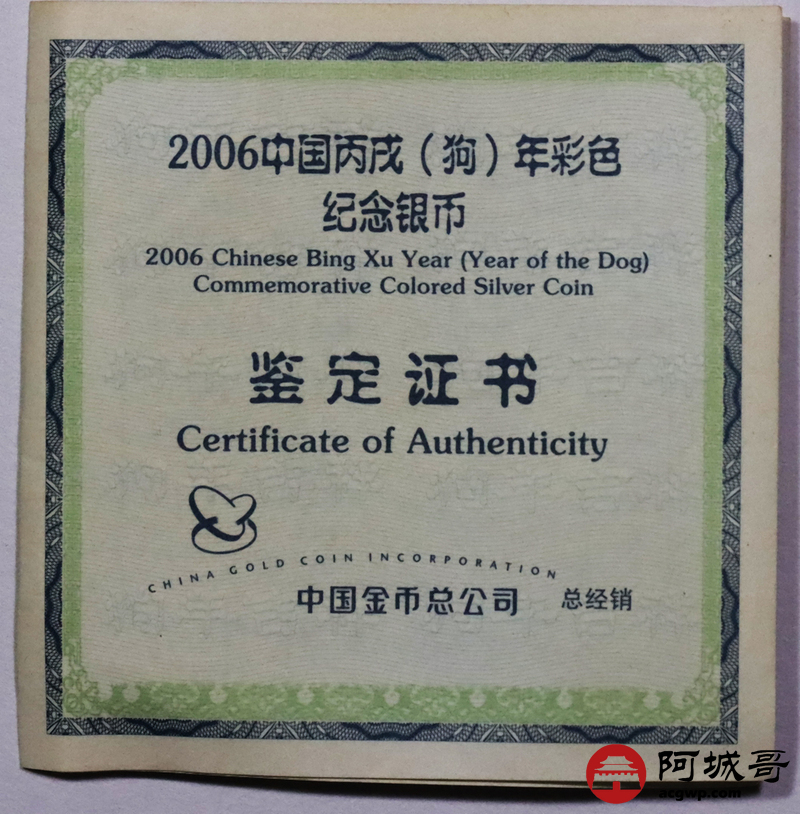 2006中国丙戌（狗）年彩色
纪念银币
2006 Chinese Bing Xu Year (Year of the Dog)
Commemorative Colored Silver Coin
鉴定证书
Certificate of Authenticity
CHINA GOLD COIN INCORPORATION
中国金币总公司 总经销
阿城哥
acgwp.com